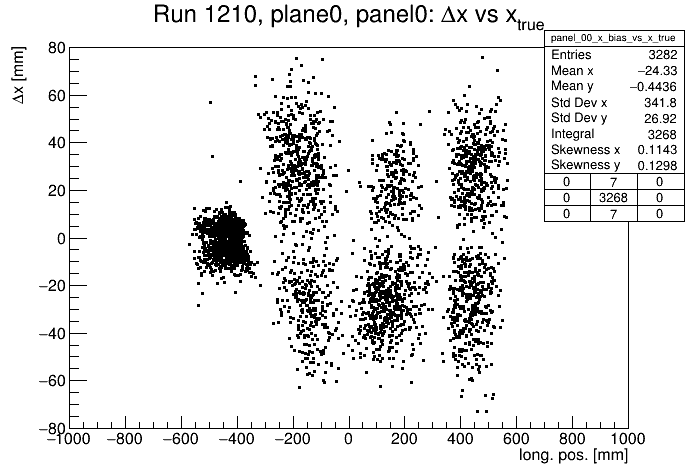 Run 1210, plane0, panel0: Δx vs x_true
panel_00_x_bias_vs_x_true
Entries 3282
Mean x −24.33
Mean y −0.4436
Std Dev x 341.8
Std Dev y 26.92
Integral 3268
Skewness x 0.1143
Skewness y 0.1298
0 7 0
0 3268 0
0 7 0
Δx [mm]
80
60
40
20
0
−20
−40
−60
−80
−1000 −800 −600 −400 −200 0 200 400 600 800 1000
long. pos. [mm]